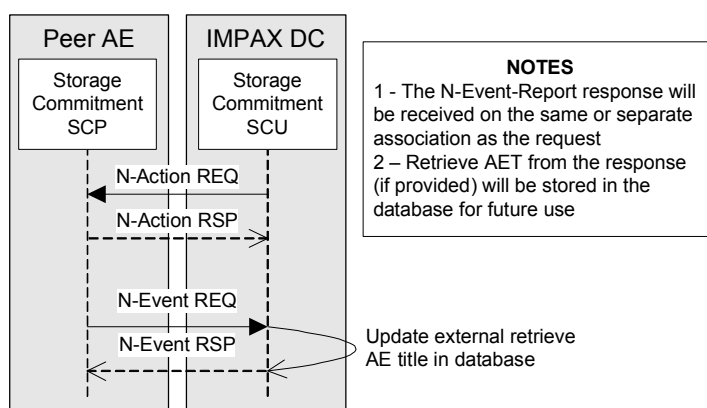 Peer AE
IMPAX DC
Storage
Commitment
SCP
Storage
Commitment
SCU
N-Action REQ
N-Action RSP
N-Event REQ
N-Event RSP
Update external retrieve
AE title in database
NOTES
1 - The N-Event-Report response will
be received on the same or separate
association as the request
2 – Retrieve AET from the response
(if provided) will be stored in the
database for future use